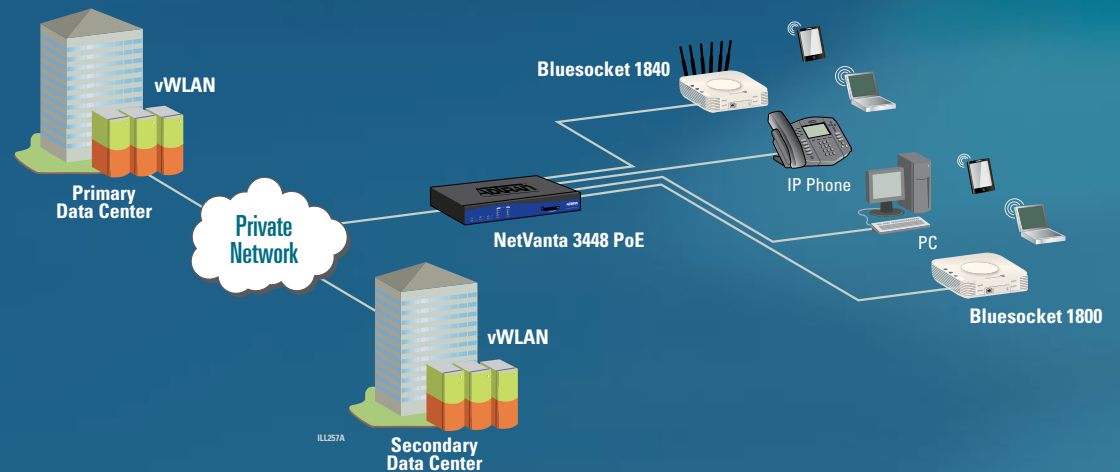 vWLAN
Primary
Data Center
Private
Network
Bluesocket 1840
ADTRAN
NetVanta 3448 PoE
IP Phone
PC
Bluesocket 1800
vWLAN
Secondary
Data Center
ILL257A